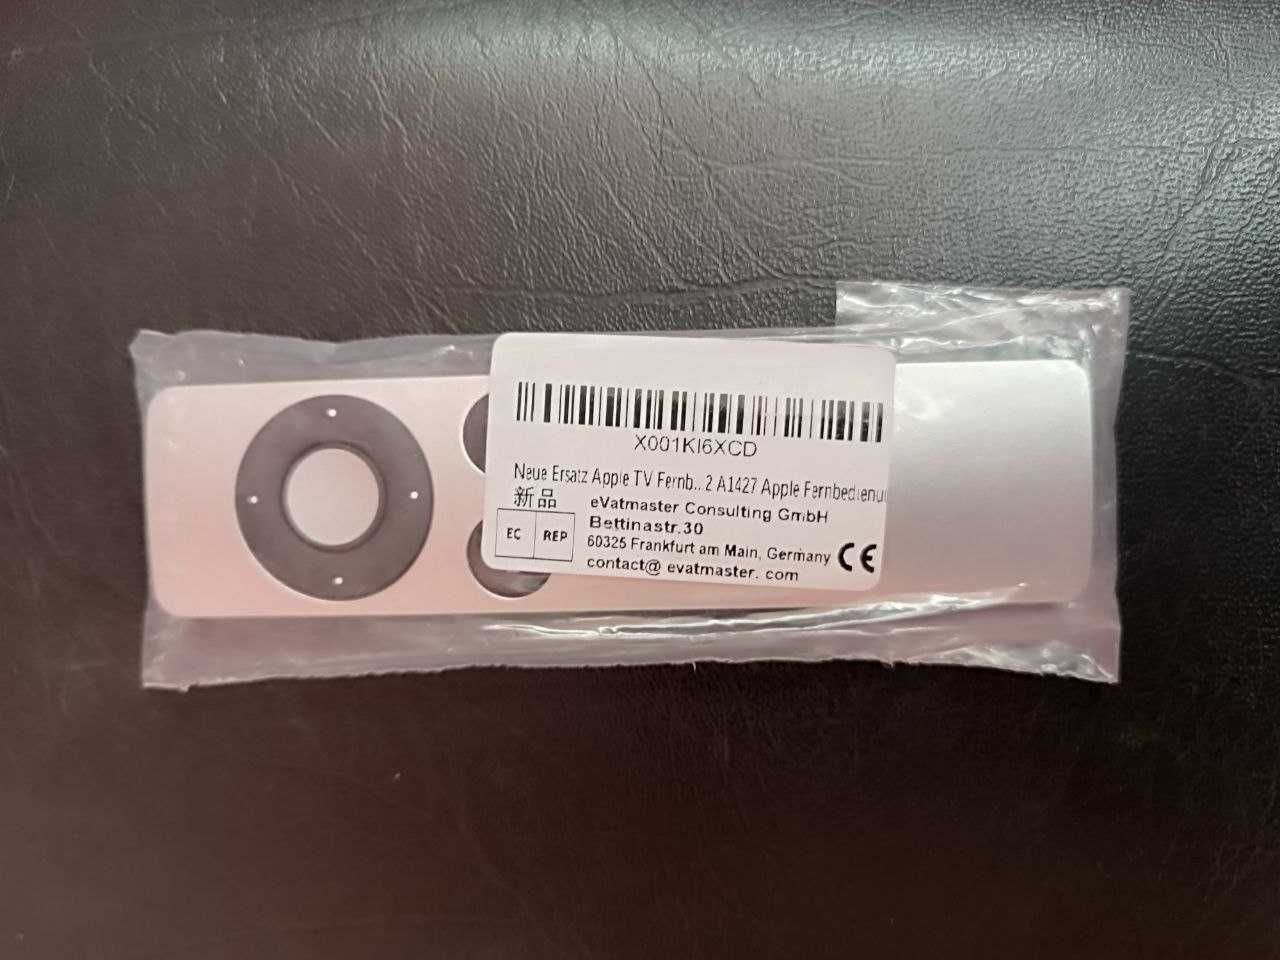 X001KI6XCD
Neue Ersatz Apple TV Fernb... 2 A1427 Apple Fernbedienu
新品
eVatmaster Consulting GmbH
Bettinastr.30
EC REP
60325 Frankfurt am Main, Germany
CE
contact@ evatmaster. com